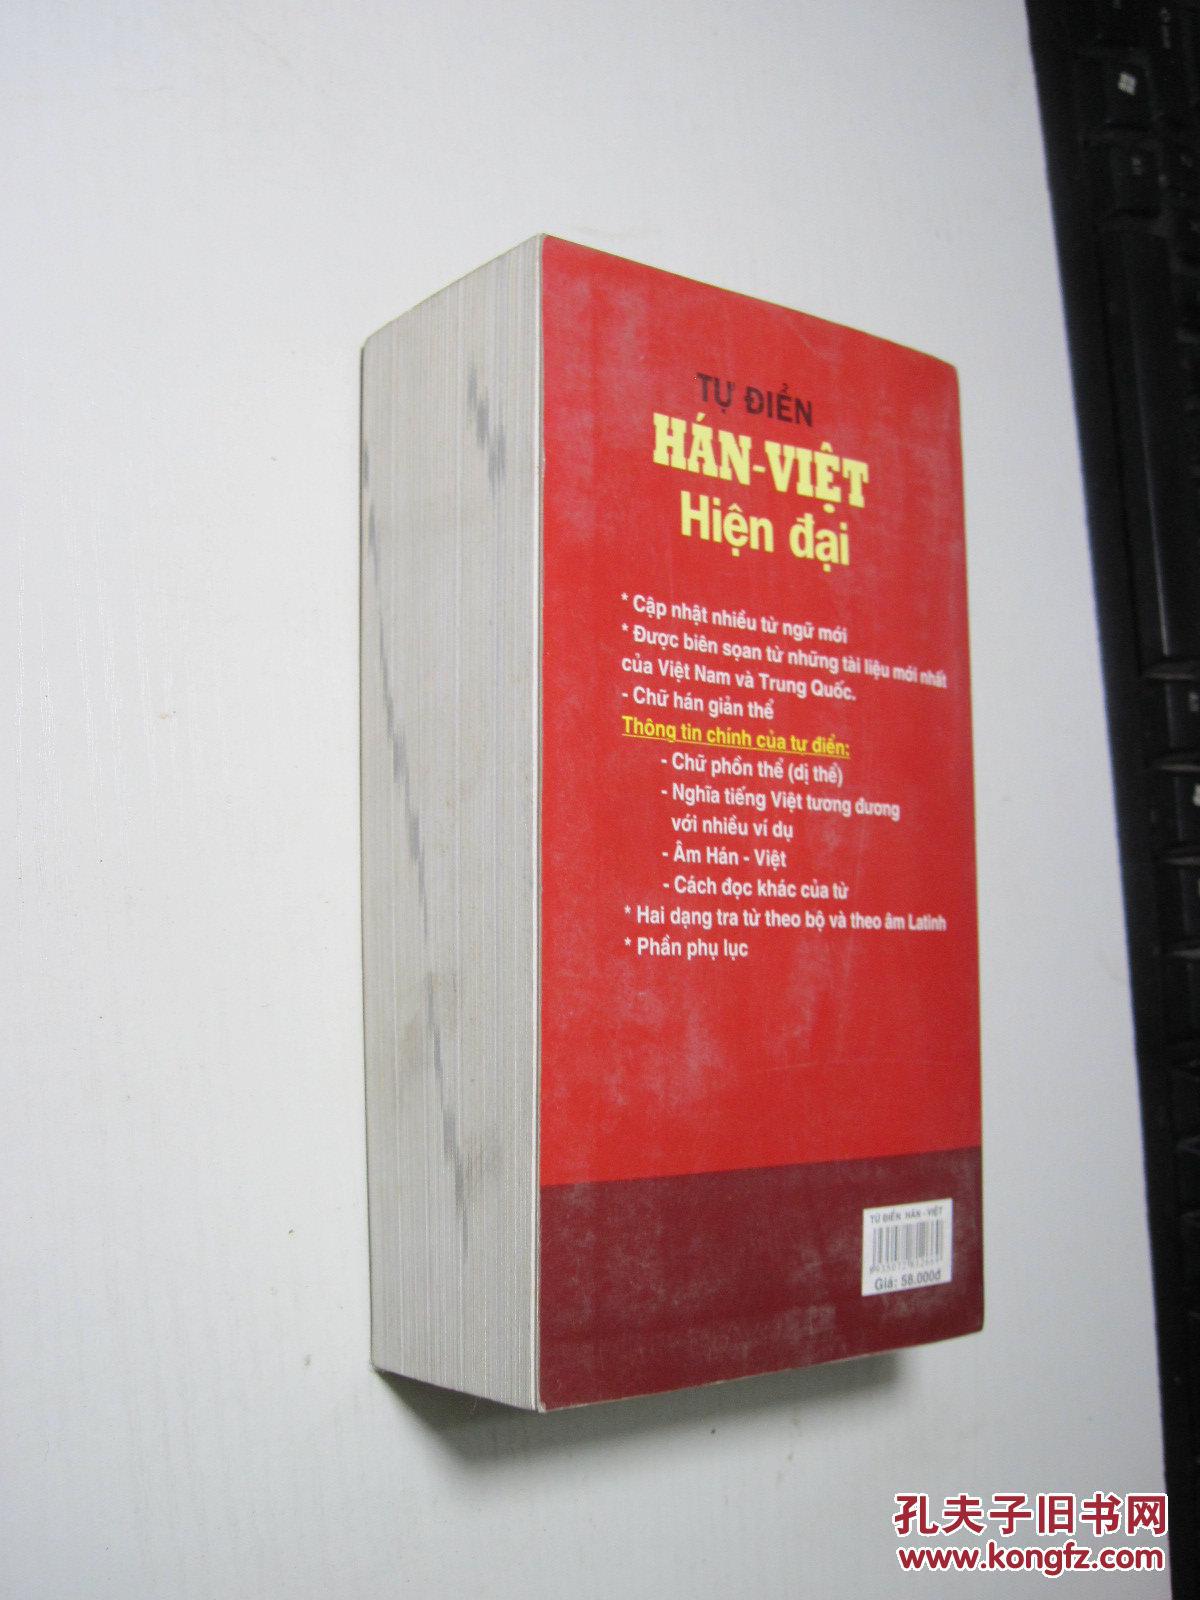 TỰ ĐIỂN
HÁN-VIỆT
Hiện đại
* Cập nhật nhiều từ ngữ mới
* Được biên sọan từ những tài liệu mới nhất
của Việt Nam và Trung Quốc.
- Chữ hán giản thể
Thông tin chính của tự điển:
- Chữ phồn thể (dị thể)
- Nghĩa tiếng Việt tương đương
với nhiều ví dụ
- Âm Hán - Việt
- Cách đọc khác của từ
* Hai dạng tra từ theo bộ và theo âm Latinh
* Phần phụ lục
TỪ ĐIỂN HÁN - VIỆT
Giá: 58.000đ
孔夫子旧书网
www.kongfz.com